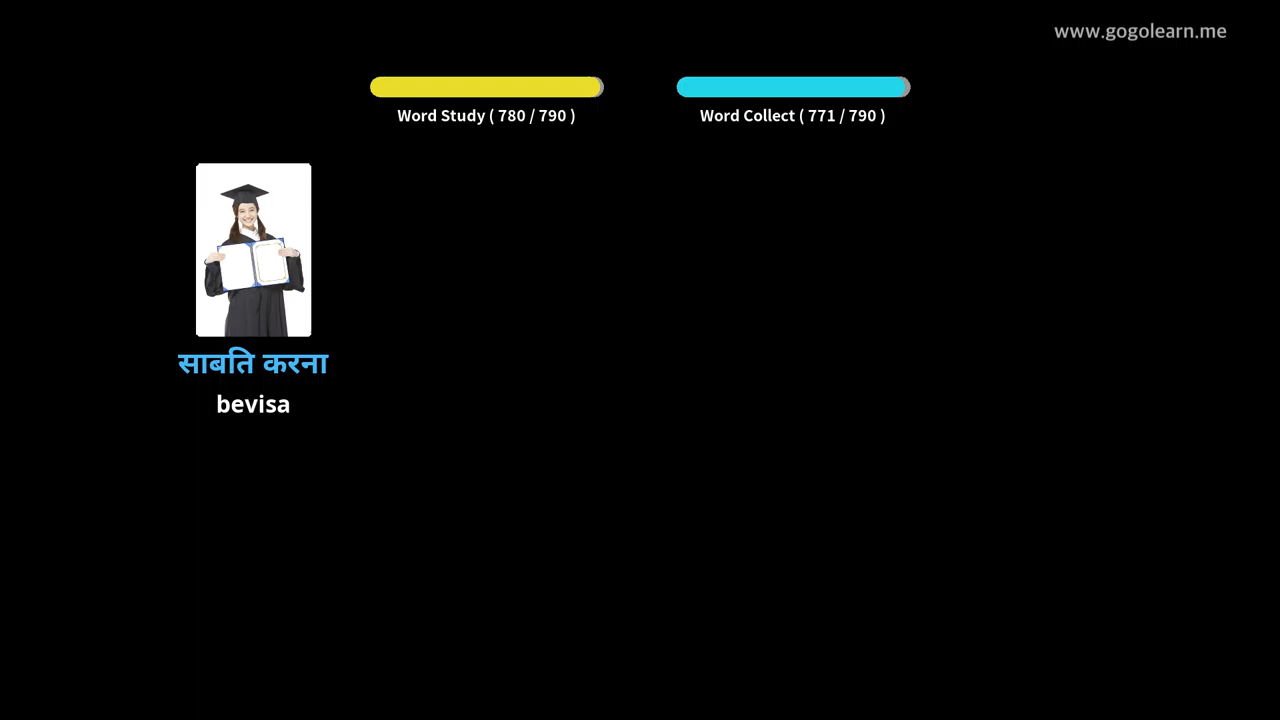 www.gogolearn.me
Word Study ( 780 / 790 )
Word Collect ( 771 / 790 )
साबति करना
bevisa